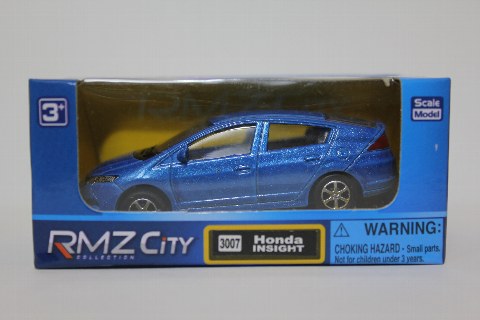 3+
Scale
Model
RMZ City
COLLECTION
3007
Honda
INSIGHT
WARNING:
CHOKING HAZARD - Small parts.
Not for children under 3 years.